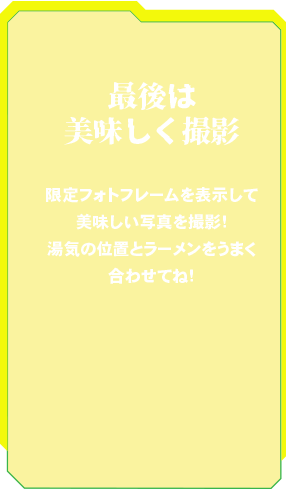 最後は
美味しく撮影
限定フォトフレームを表示して
美味しい写真を撮影!
湯気の位置とラーメンをうまく
合わせてね!